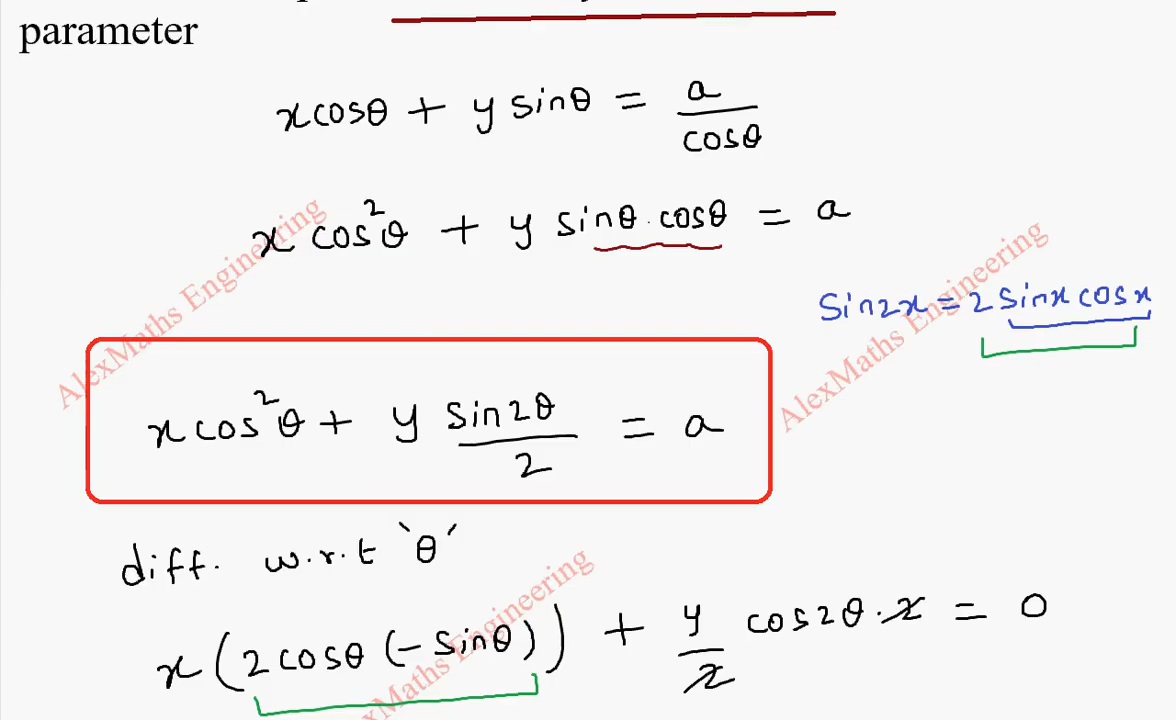 parameter
x cosθ + y sinθ = a/cosθ
x cos²θ + y sinθ · cosθ = a
sin2x = 2 sinx cosx
x cos²θ + y sin2θ/2 = a
diff. w.r.t 'θ'
x(2cosθ(-sinθ)) + y/2 cos2θ·2 = 0
AlexMaths Engineering
AlexMaths Engineering
AlexMaths Engineering